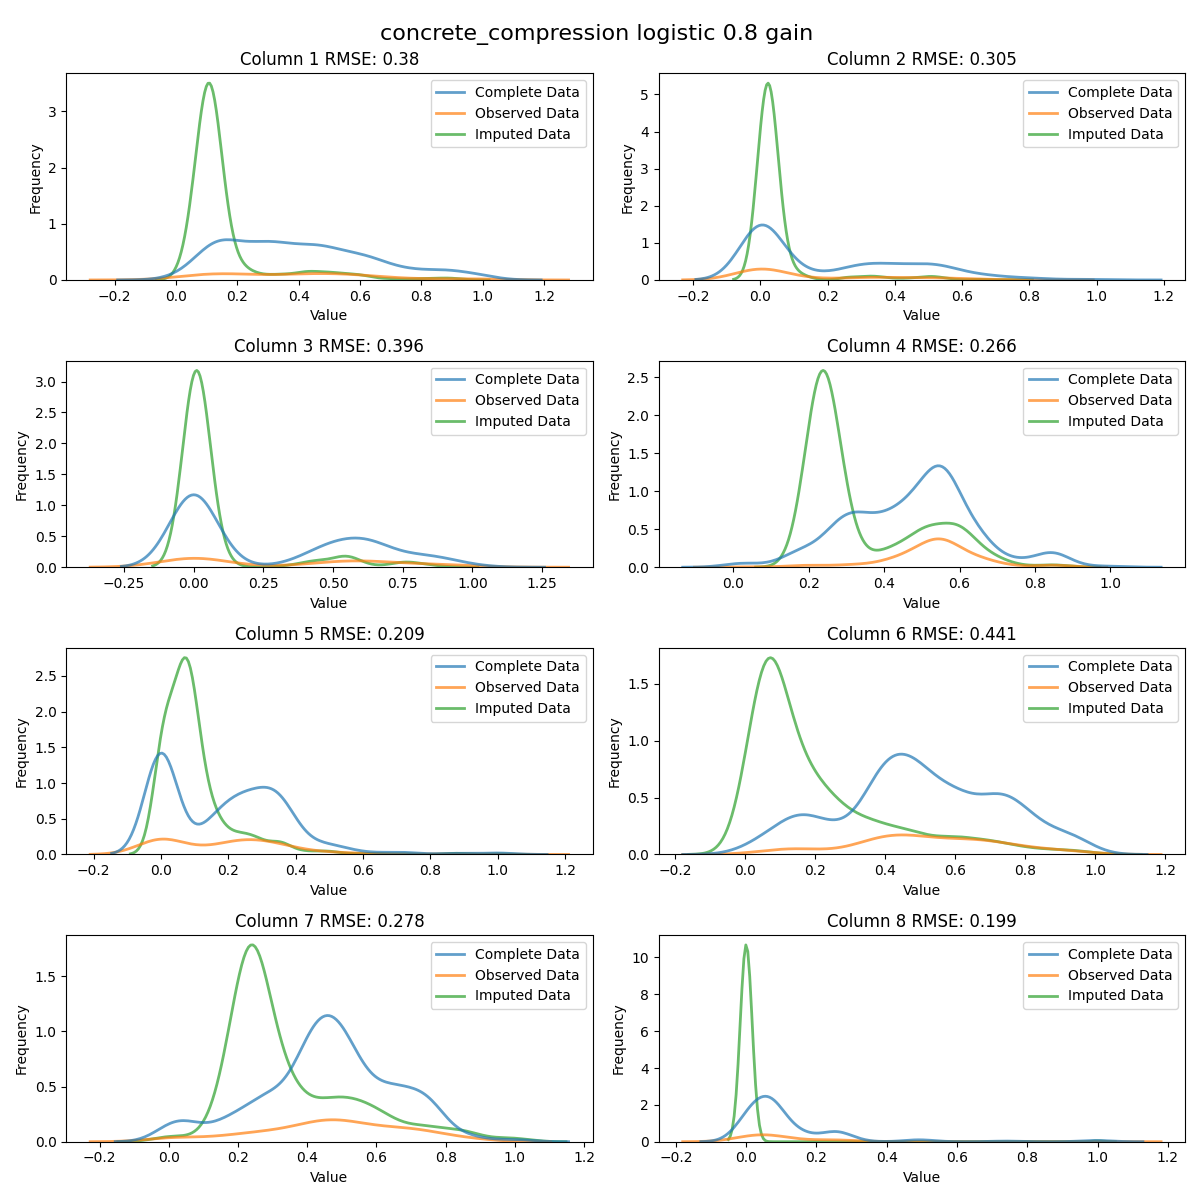 concrete_compression logistic 0.8 gain
Column 1 RMSE: 0.38
Frequency
3
2
1
0
Complete Data
Observed Data
Imputed Data
−0.2 0.0 0.2 0.4 0.6 0.8 1.0 1.2
Value
Column 2 RMSE: 0.305
Frequency
5
4
3
2
1
0
Complete Data
Observed Data
Imputed Data
−0.2 0.0 0.2 0.4 0.6 0.8 1.0 1.2
Value
Column 3 RMSE: 0.396
Frequency
3.0
2.5
2.0
1.5
1.0
0.5
0.0
Complete Data
Observed Data
Imputed Data
−0.25 0.00 0.25 0.50 0.75 1.00 1.25
Value
Column 4 RMSE: 0.266
Frequency
2.5
2.0
1.5
1.0
0.5
0.0
Complete Data
Observed Data
Imputed Data
0.0 0.2 0.4 0.6 0.8 1.0
Value
Column 5 RMSE: 0.209
Frequency
2.5
2.0
1.5
1.0
0.5
0.0
Complete Data
Observed Data
Imputed Data
−0.2 0.0 0.2 0.4 0.6 0.8 1.0 1.2
Value
Column 6 RMSE: 0.441
Frequency
1.5
1.0
0.5
0.0
Complete Data
Observed Data
Imputed Data
−0.2 0.0 0.2 0.4 0.6 0.8 1.0 1.2
Value
Column 7 RMSE: 0.278
Frequency
1.5
1.0
0.5
0.0
Complete Data
Observed Data
Imputed Data
−0.2 0.0 0.2 0.4 0.6 0.8 1.0 1.2
Value
Column 8 RMSE: 0.199
Frequency
10
8
6
4
2
0
Complete Data
Observed Data
Imputed Data
−0.2 0.0 0.2 0.4 0.6 0.8 1.0 1.2
Value